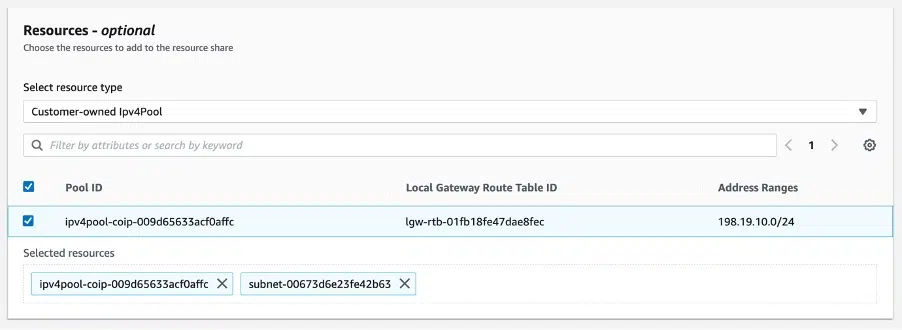 Resources - optional
Choose the resources to add to the resource share
Select resource type
Customer-owned Ipv4Pool
Filter by attributes or search by keyword
1
Pool ID Local Gateway Route Table ID Address Ranges
ipv4pool-coip-009d65633acf0affc lgw-rtb-01fb18fe47dae8fec 198.19.10.0/24
Selected resources
ipv4pool-coip-009d65633acf0affc subnet-00673d6e23fe42b63